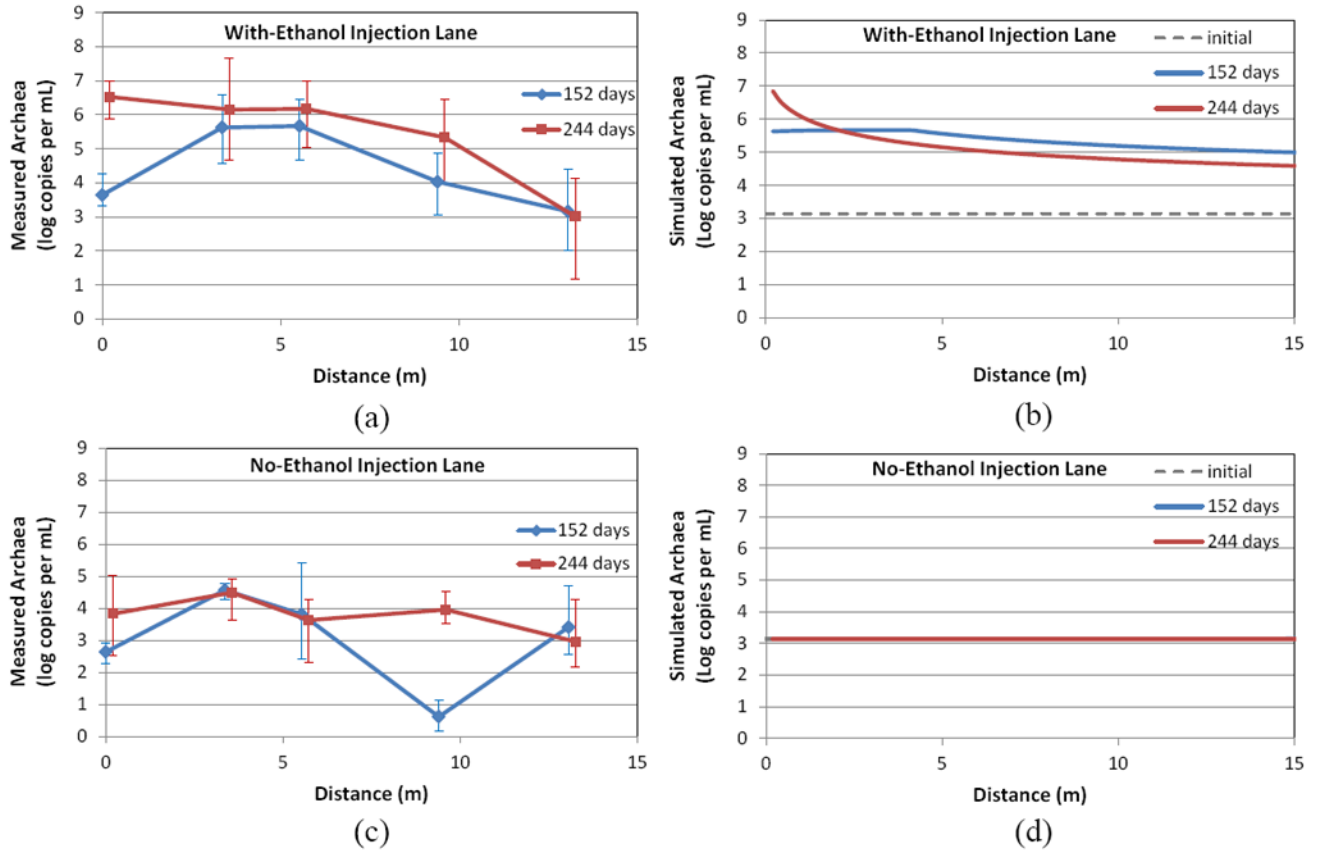 With-Ethanol Injection Lane
Measured Archaea
(log copies per mL)
9
8
7
6
5
4
3
2
1
0
152 days
244 days
0
5
10
15
Distance (m)
(a)
With-Ethanol Injection Lane
Simulated Archaea
(Log copies per mL)
9
8
7
6
5
4
3
2
1
0
initial
152 days
244 days
0
5
10
15
Distance (m)
(b)
No-Ethanol Injection Lane
Measured Archaea
(log copies per mL)
9
8
7
6
5
4
3
2
1
0
152 days
244 days
0
5
10
15
Distance (m)
(c)
No-Ethanol Injection Lane
Simulated Archaea
(Log copies per mL)
9
8
7
6
5
4
3
2
1
0
initial
152 days
244 days
0
5
10
15
Distance (m)
(d)